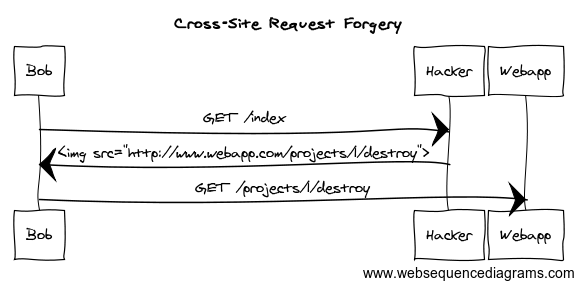 Cross-Site Request Forgery
Bob
Hacker
Webapp
GET /index
<img src="http://www.webapp.com/projects/1/destroy">
GET /projects/1/destroy
Bob
Hacker
Webapp
www.websequencediagrams.com